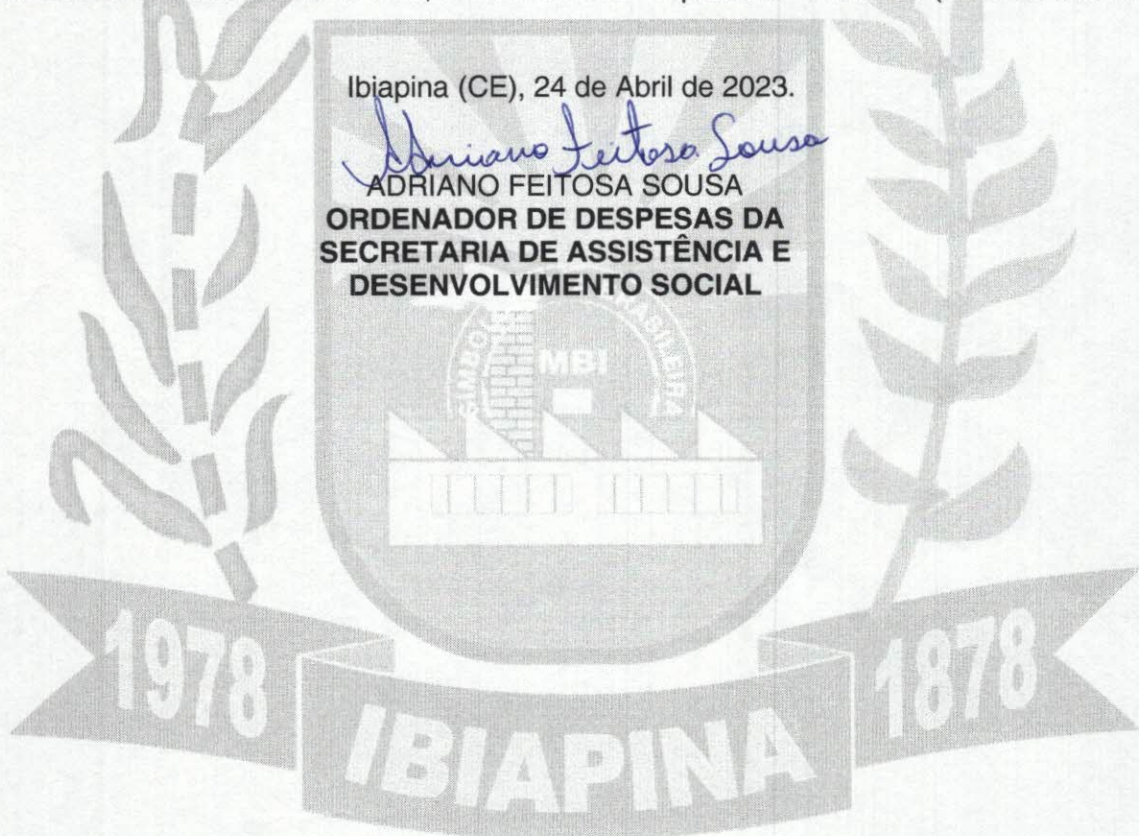 Ibiapina (CE), 24 de Abril de 2023.
Adriano Feitosa Sousa
ADRIANO FEITOSA SOUSA
ORDENADOR DE DESPESAS DA
SECRETARIA DE ASSISTÊNCIA E
DESENVOLVIMENTO SOCIAL
MBI
1978
1878
IBIAPINA